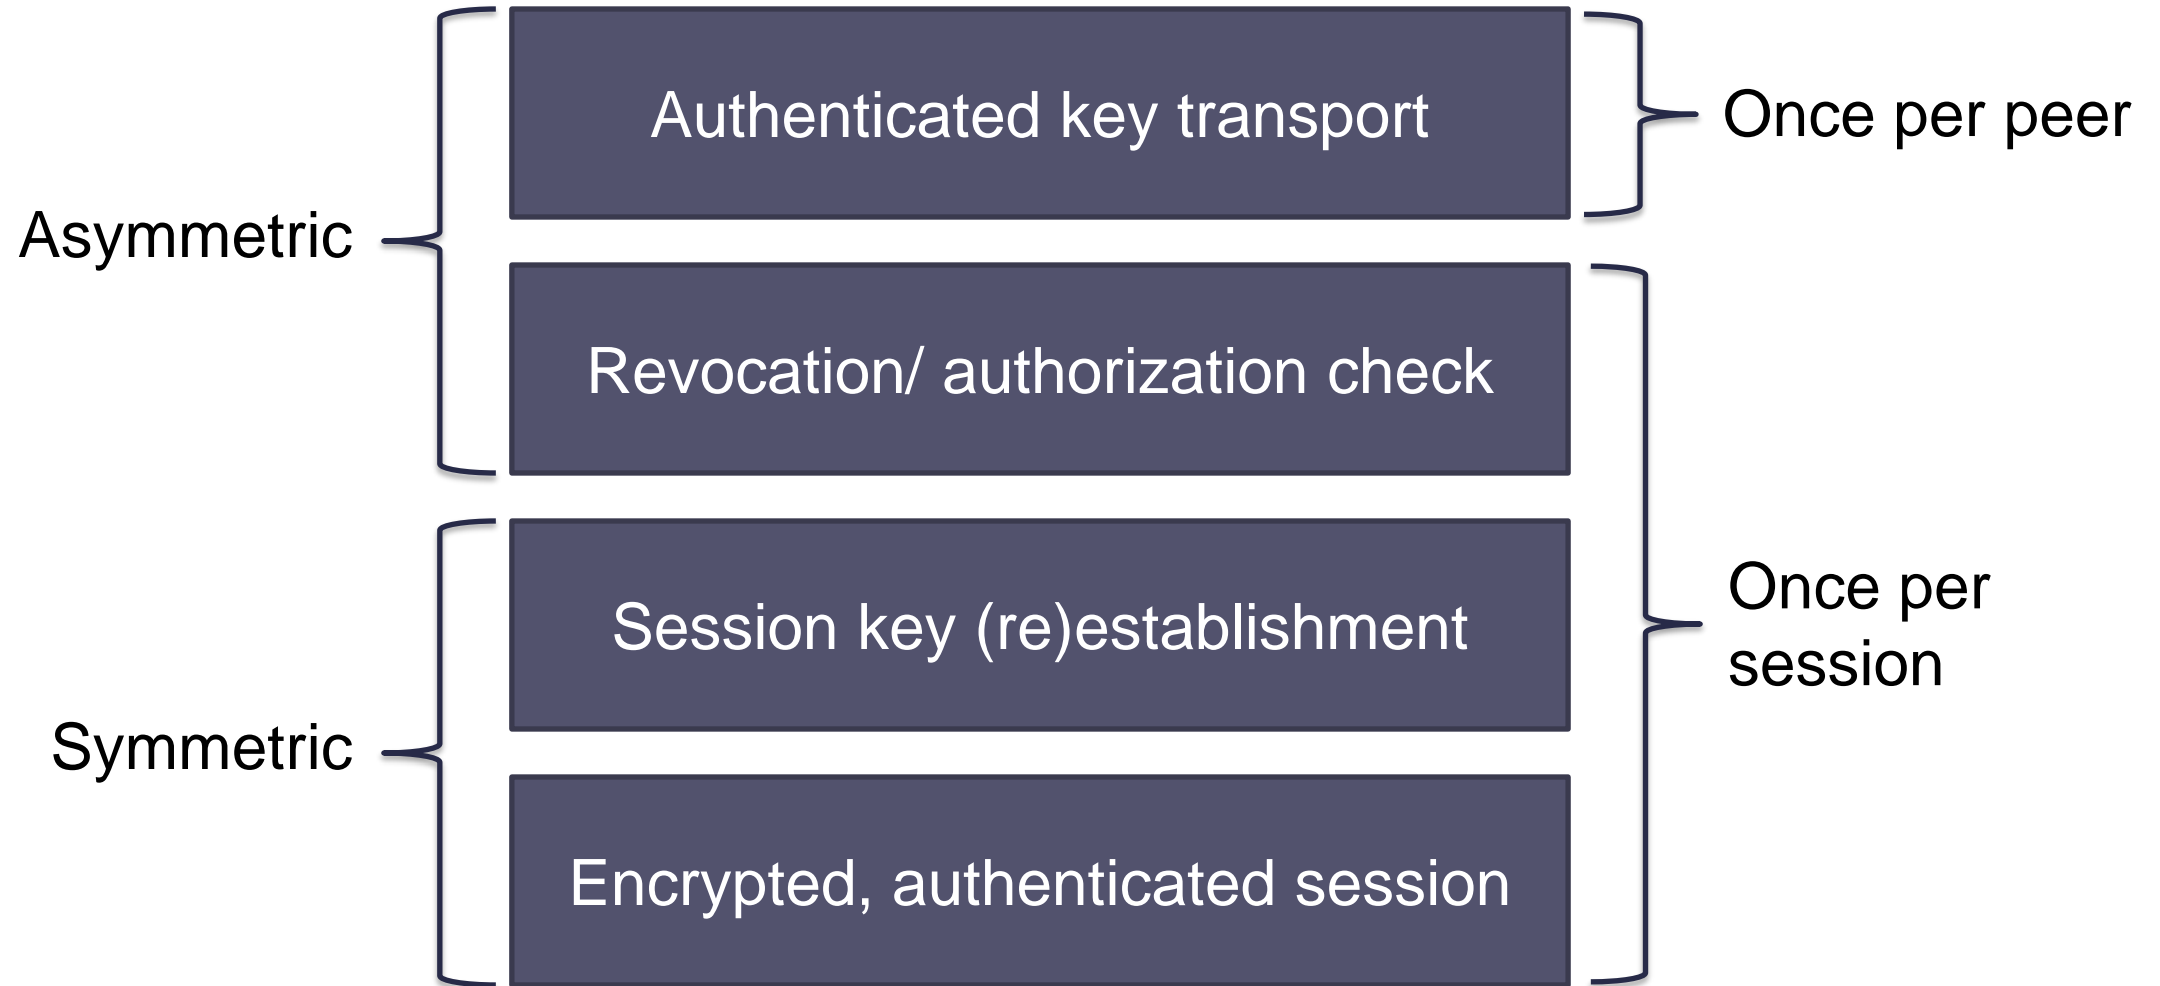 Authenticated key transport
Once per peer
Asymmetric
Revocation/ authorization check
Session key (re)establishment
Once per
session
Symmetric
Encrypted, authenticated session